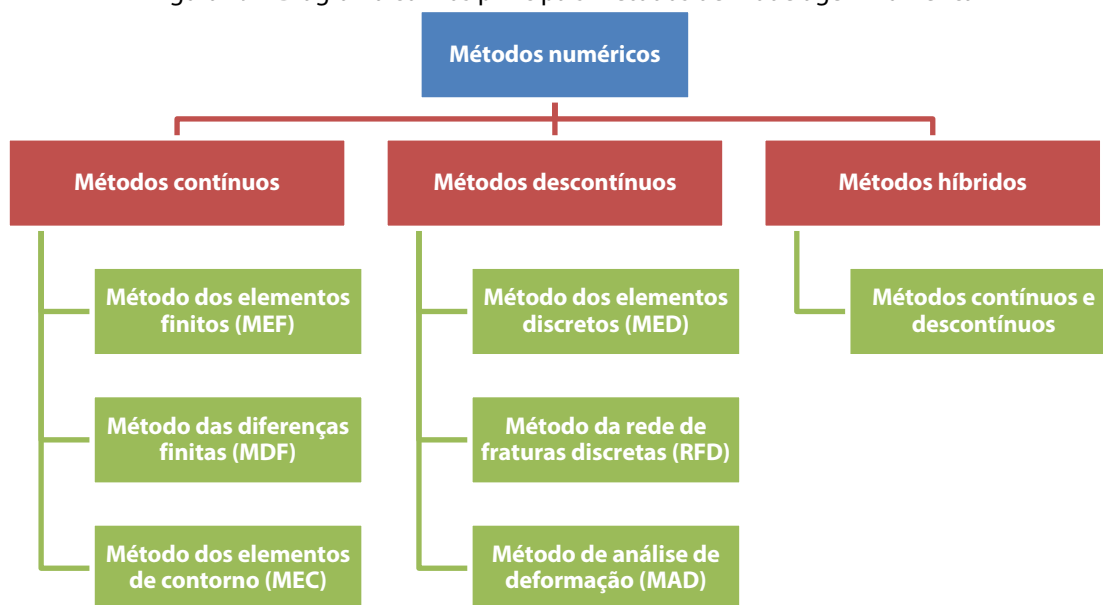 Métodos numéricos
Métodos contínuos
Métodos descontínuos
Métodos híbridos
Método dos elementos
finitos (MEF)
Método dos elementos
discretos (MED)
Métodos contínuos e
descontínuos
Método das diferenças
finitas (MDF)
Método da rede de
fraturas discretas (RFD)
Método dos elementos
de contorno (MEC)
Método de análise de
deformação (MAD)